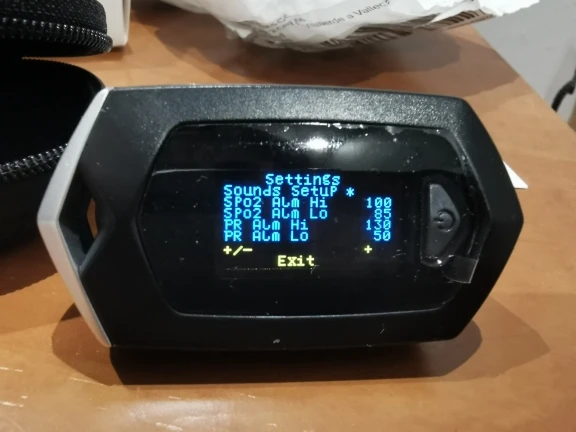 Settings
Sounds Setup *
SpO2 Alm Hi 100
SpO2 Alm Lo 85
PR Alm Hi 130
PR Alm Lo 50
+/- +
Exit